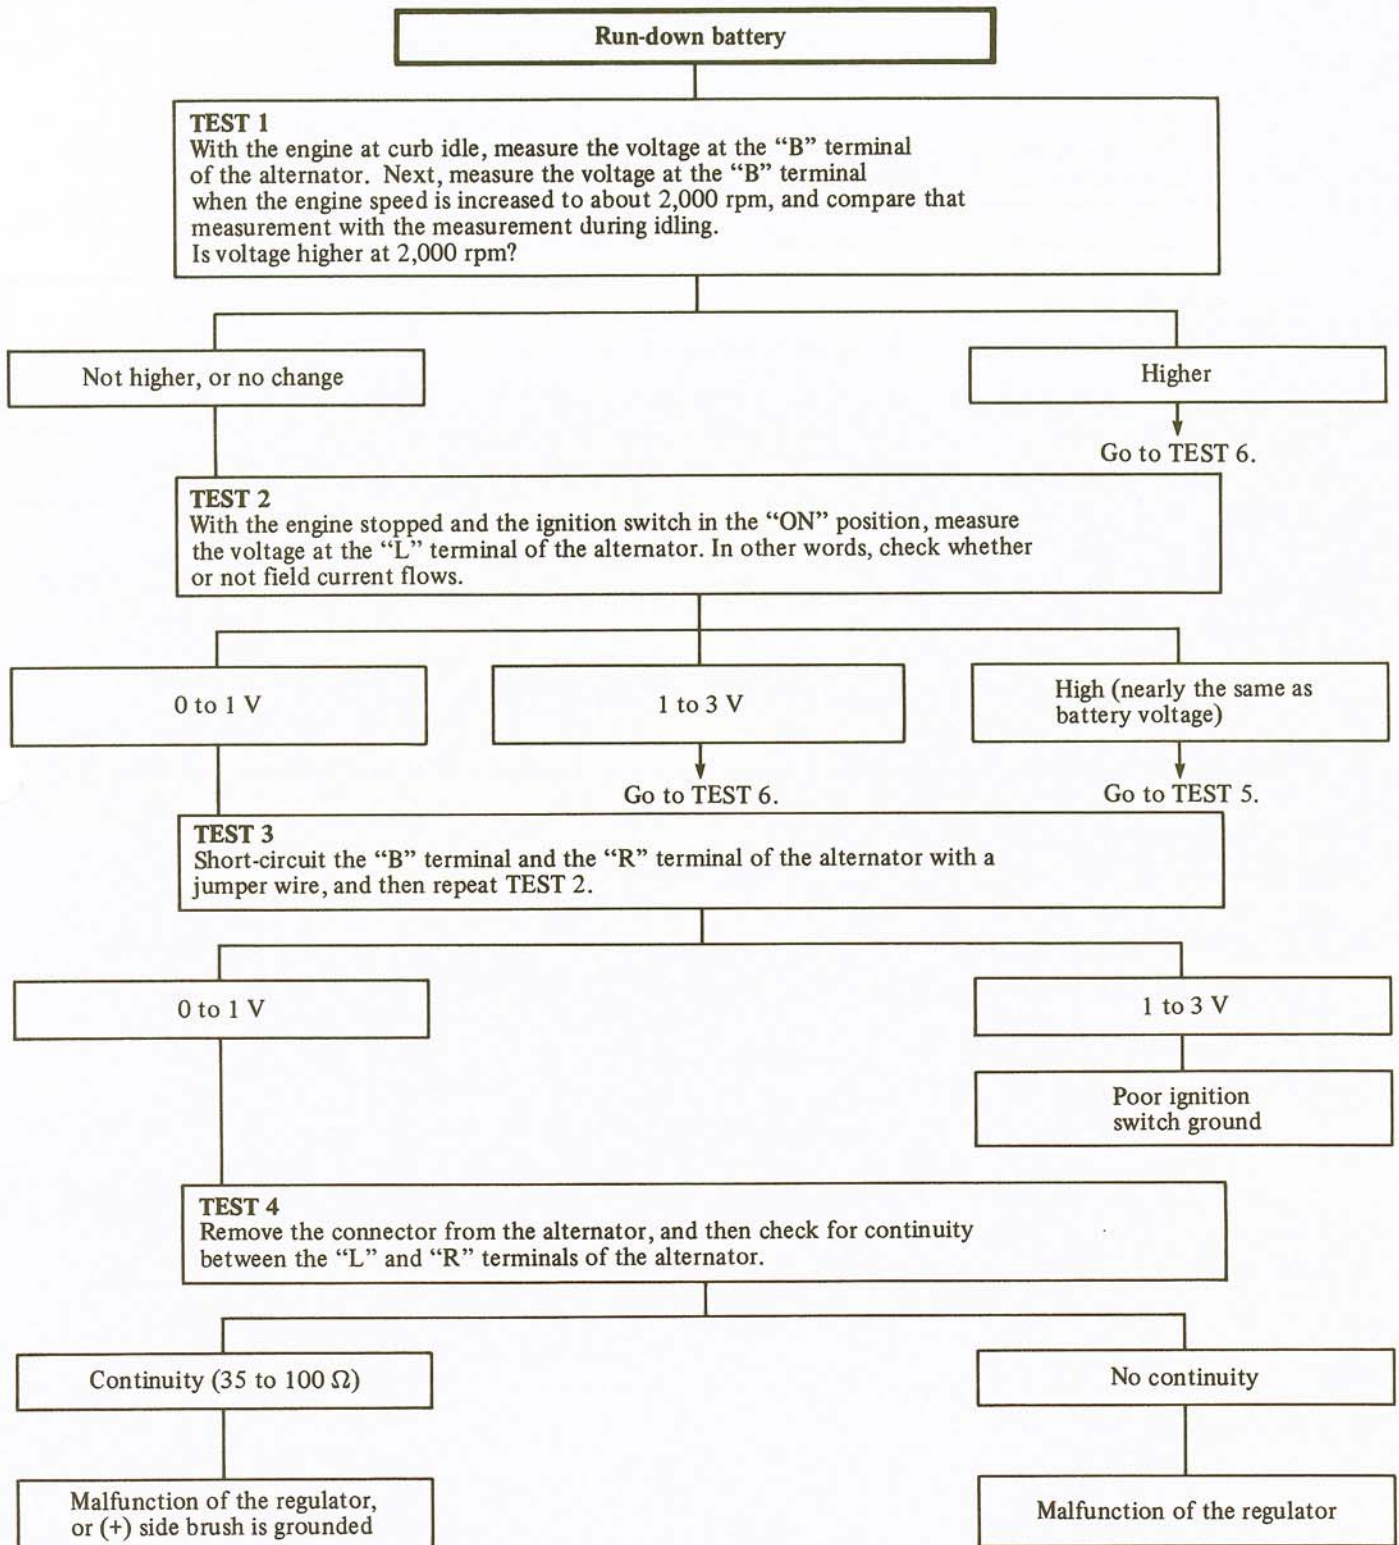 Run-down battery
TEST 1
With the engine at curb idle, measure the voltage at the “B” terminal
of the alternator. Next, measure the voltage at the “B” terminal
when the engine speed is increased to about 2,000 rpm, and compare that
measurement with the measurement during idling.
Is voltage higher at 2,000 rpm?
Not higher, or no change
Higher
Go to TEST 6.
TEST 2
With the engine stopped and the ignition switch in the “ON” position, measure
the voltage at the “L” terminal of the alternator. In other words, check whether
or not field current flows.
0 to 1 V
1 to 3 V
High (nearly the same as
battery voltage)
Go to TEST 6.
Go to TEST 5.
TEST 3
Short-circuit the “B” terminal and the “R” terminal of the alternator with a
jumper wire, and then repeat TEST 2.
0 to 1 V
1 to 3 V
Poor ignition
switch ground
TEST 4
Remove the connector from the alternator, and then check for continuity
between the “L” and “R” terminals of the alternator.
Continuity (35 to 100 Ω)
No continuity
Malfunction of the regulator,
or (+) side brush is grounded
Malfunction of the regulator